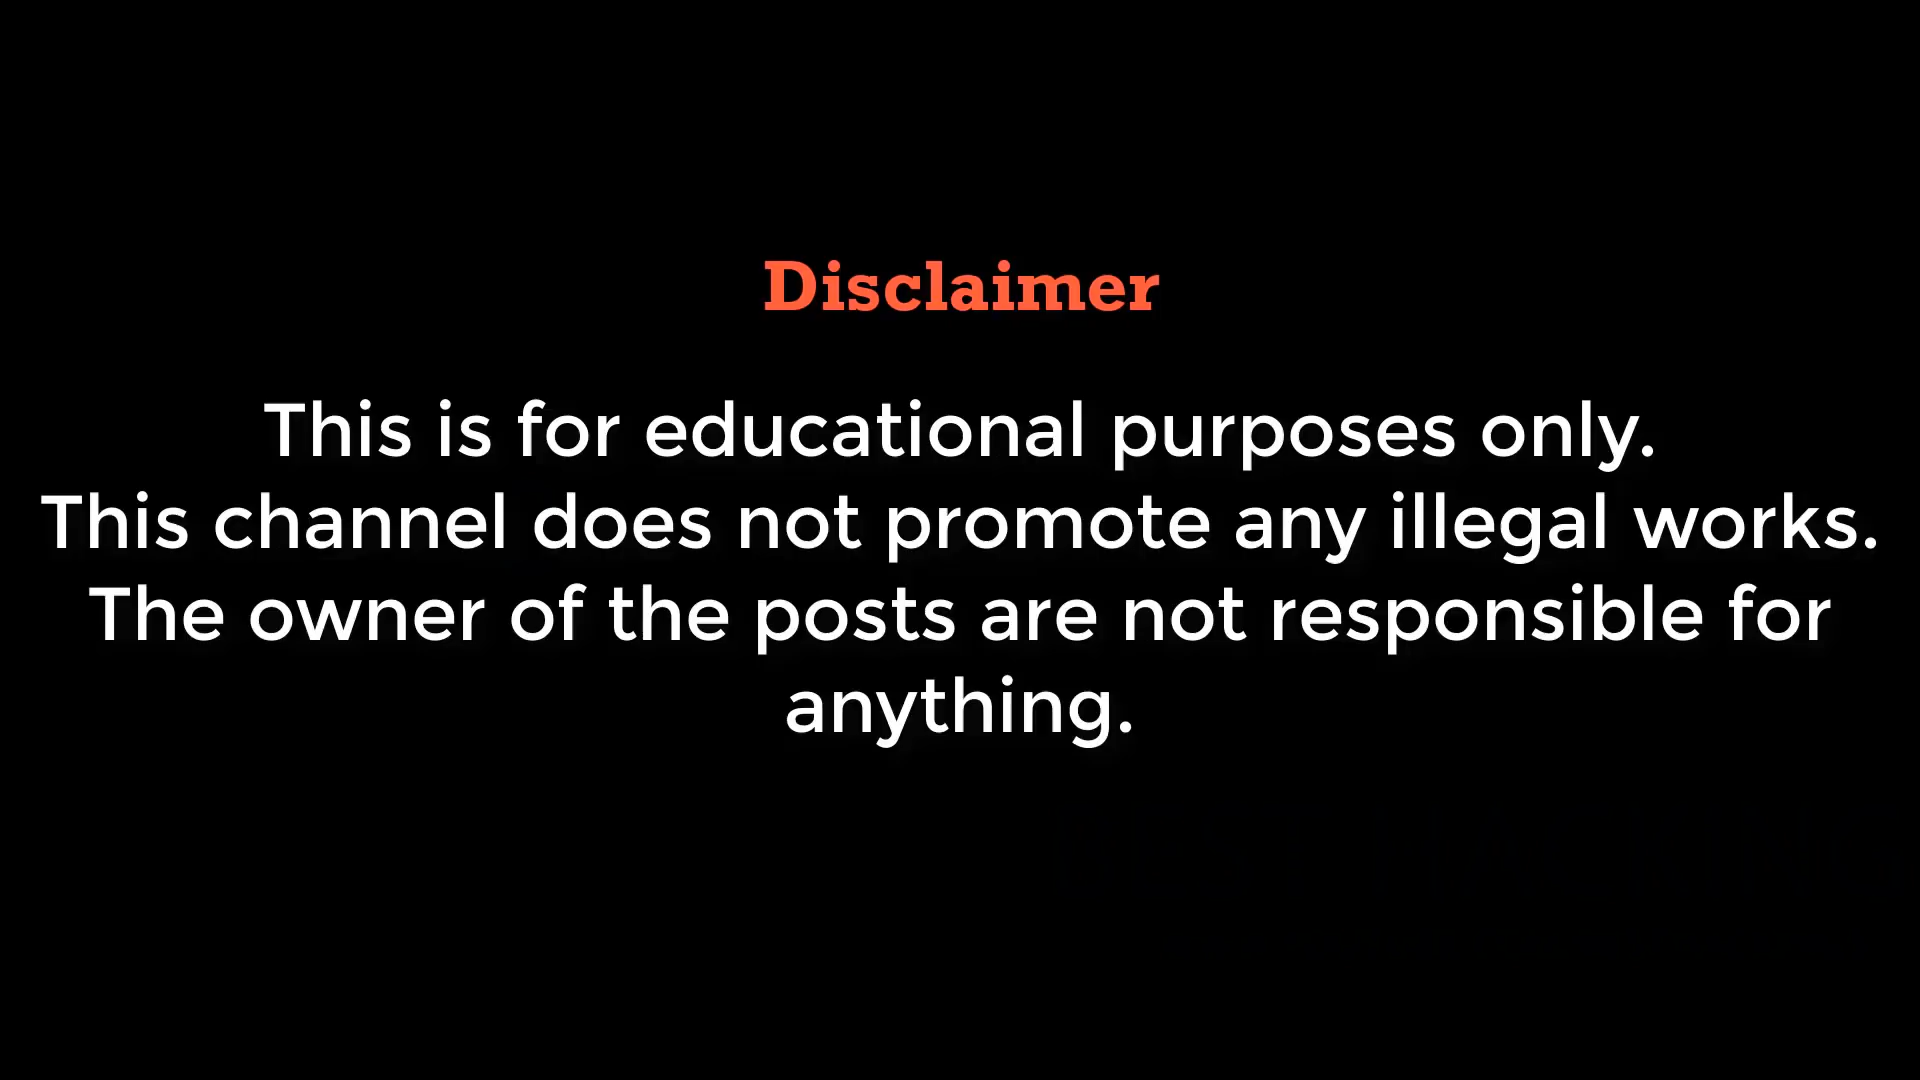 Disclaimer
This is for educational purposes only.
This channel does not promote any illegal works.
The owner of the posts are not responsible for
anything.